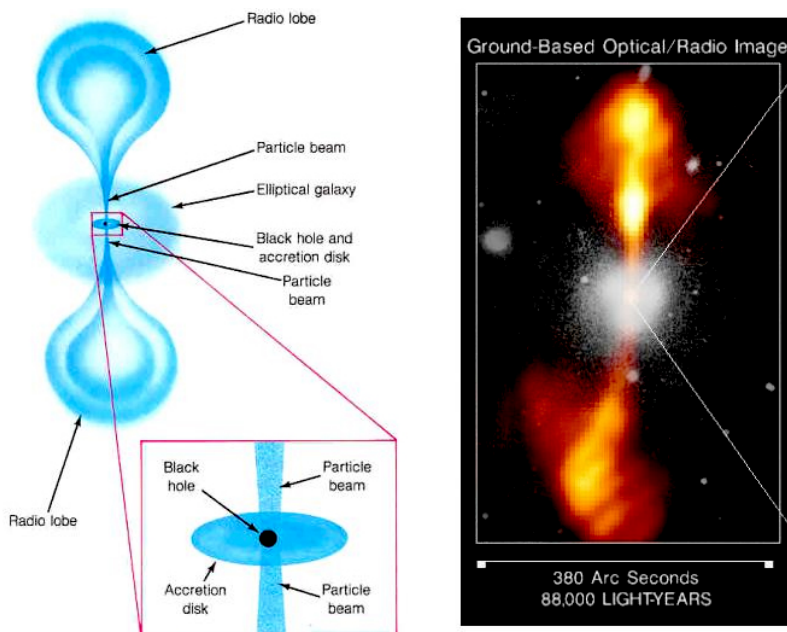 Radio lobe
Particle beam
Elliptical galaxy
Black hole and
accretion disk
Particle
beam
Radio lobe
Black
hole
Particle
beam
Accretion
disk
Particle
beam
Ground-Based Optical/Radio Image
380 Arc Seconds
88,000 LIGHT-YEARS